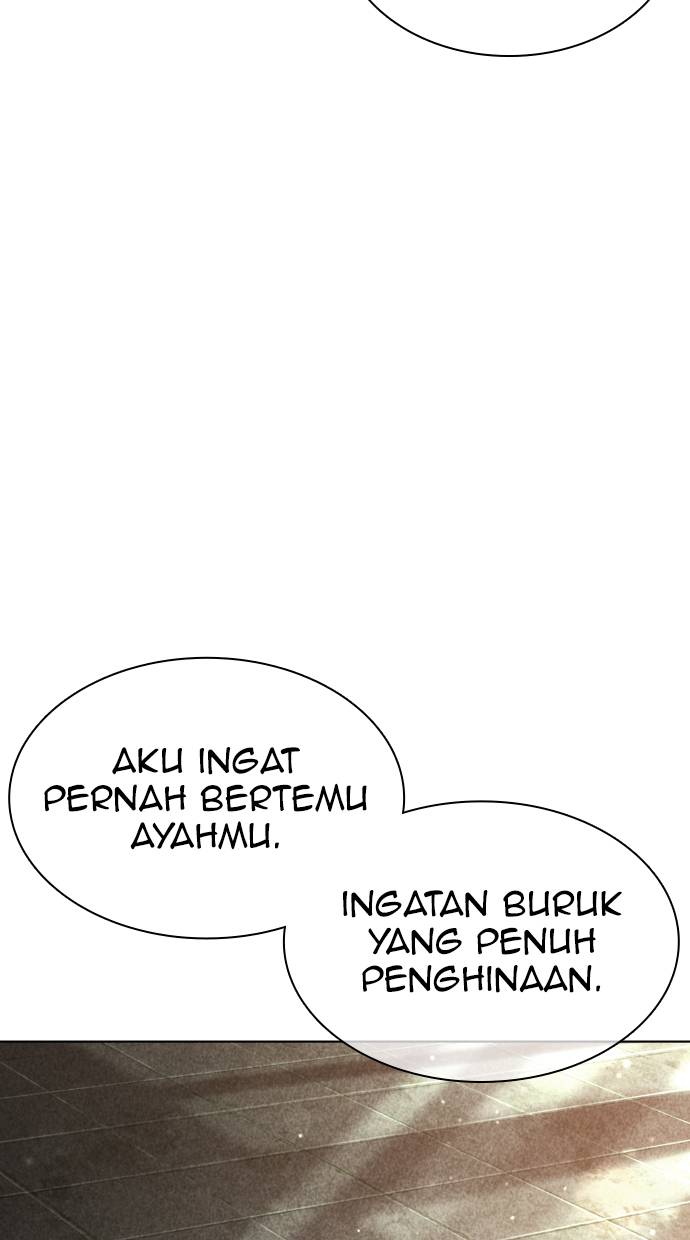 AKU INGAT
PERNAH BERTEMU
AYAHMU.
INGATAN BURUK
YANG PENUH
PENGHINAAN.